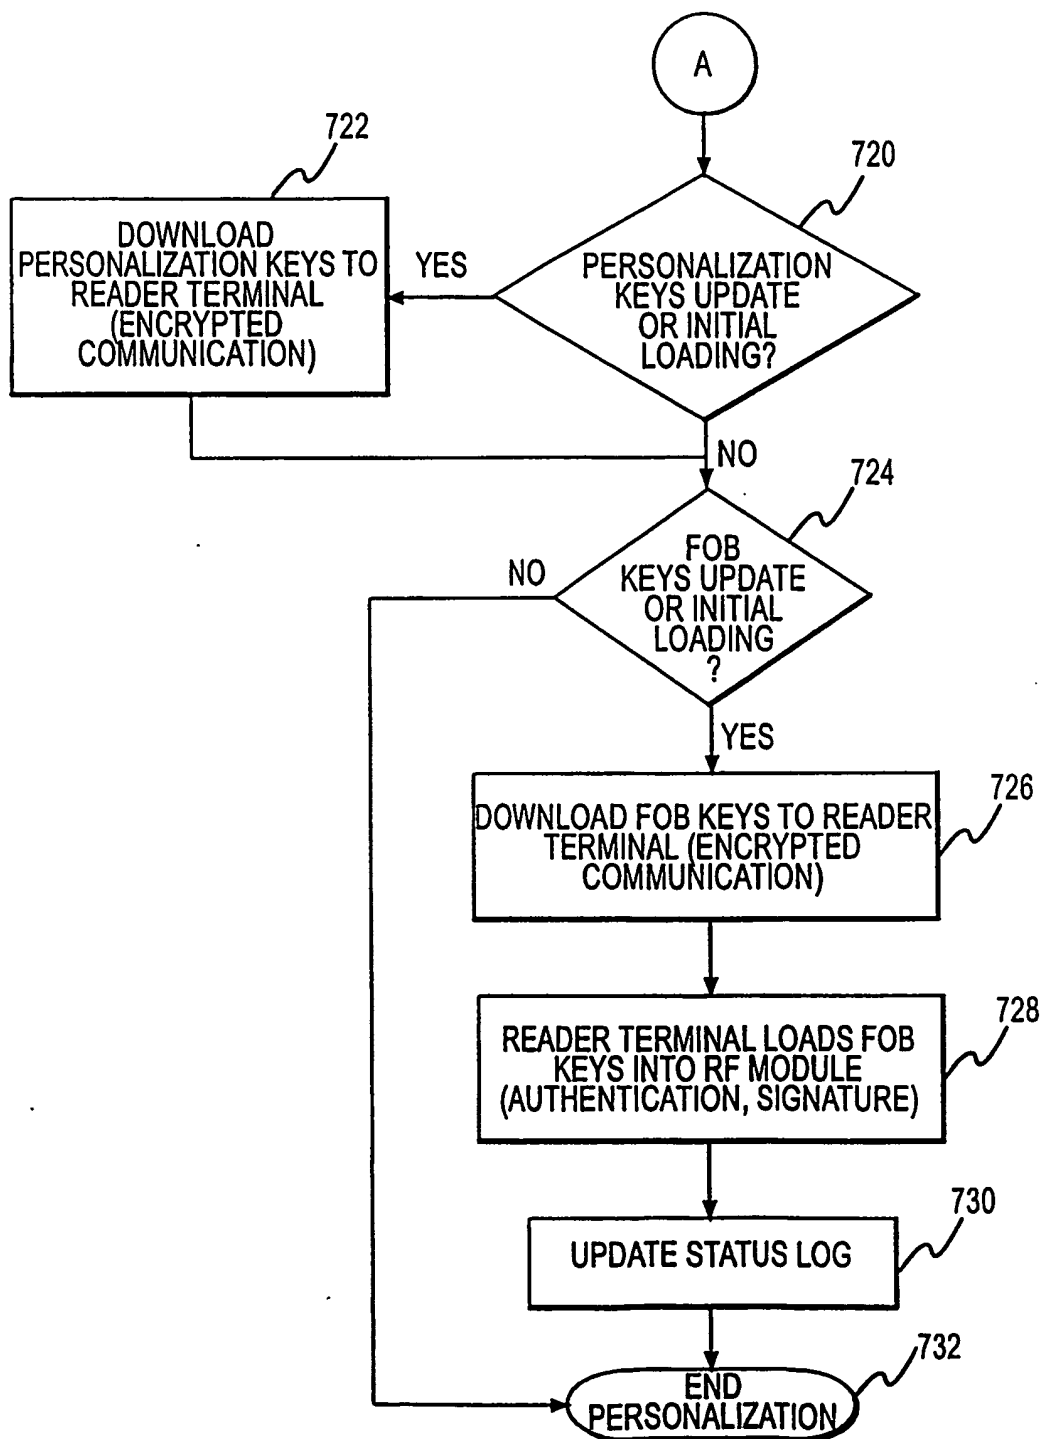 A
720
PERSONALIZATION
KEYS UPDATE
OR INITIAL
LOADING?
YES
722
DOWNLOAD
PERSONALIZATION KEYS TO
READER TERMINAL
(ENCRYPTED
COMMUNICATION)
NO
724
FOB
KEYS UPDATE
OR INITIAL
LOADING
?
NO
YES
726
DOWNLOAD FOB KEYS TO READER
TERMINAL (ENCRYPTED
COMMUNICATION)
728
READER TERMINAL LOADS FOB
KEYS INTO RF MODULE
(AUTHENTICATION, SIGNATURE)
730
UPDATE STATUS LOG
732
END
PERSONALIZATION